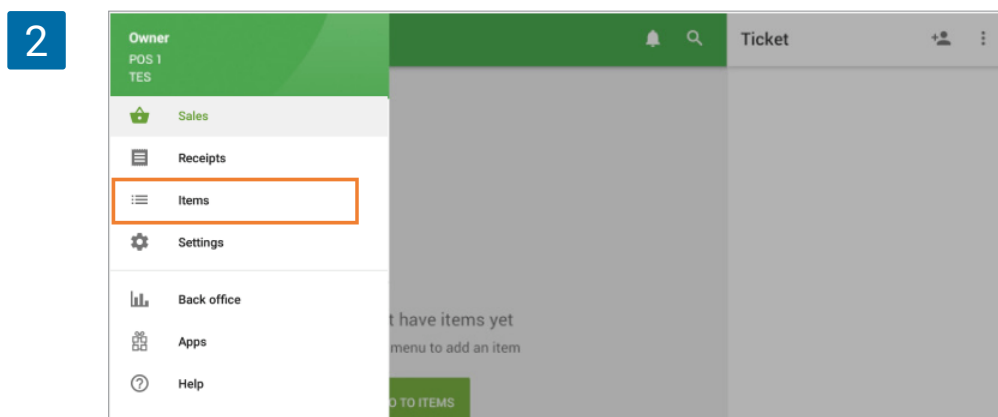 2
Owner
POS 1
TES
Ticket
Sales
Receipts
Items
Settings
Back office
Apps
Help
t have items yet
menu to add an item
O TO ITEMS